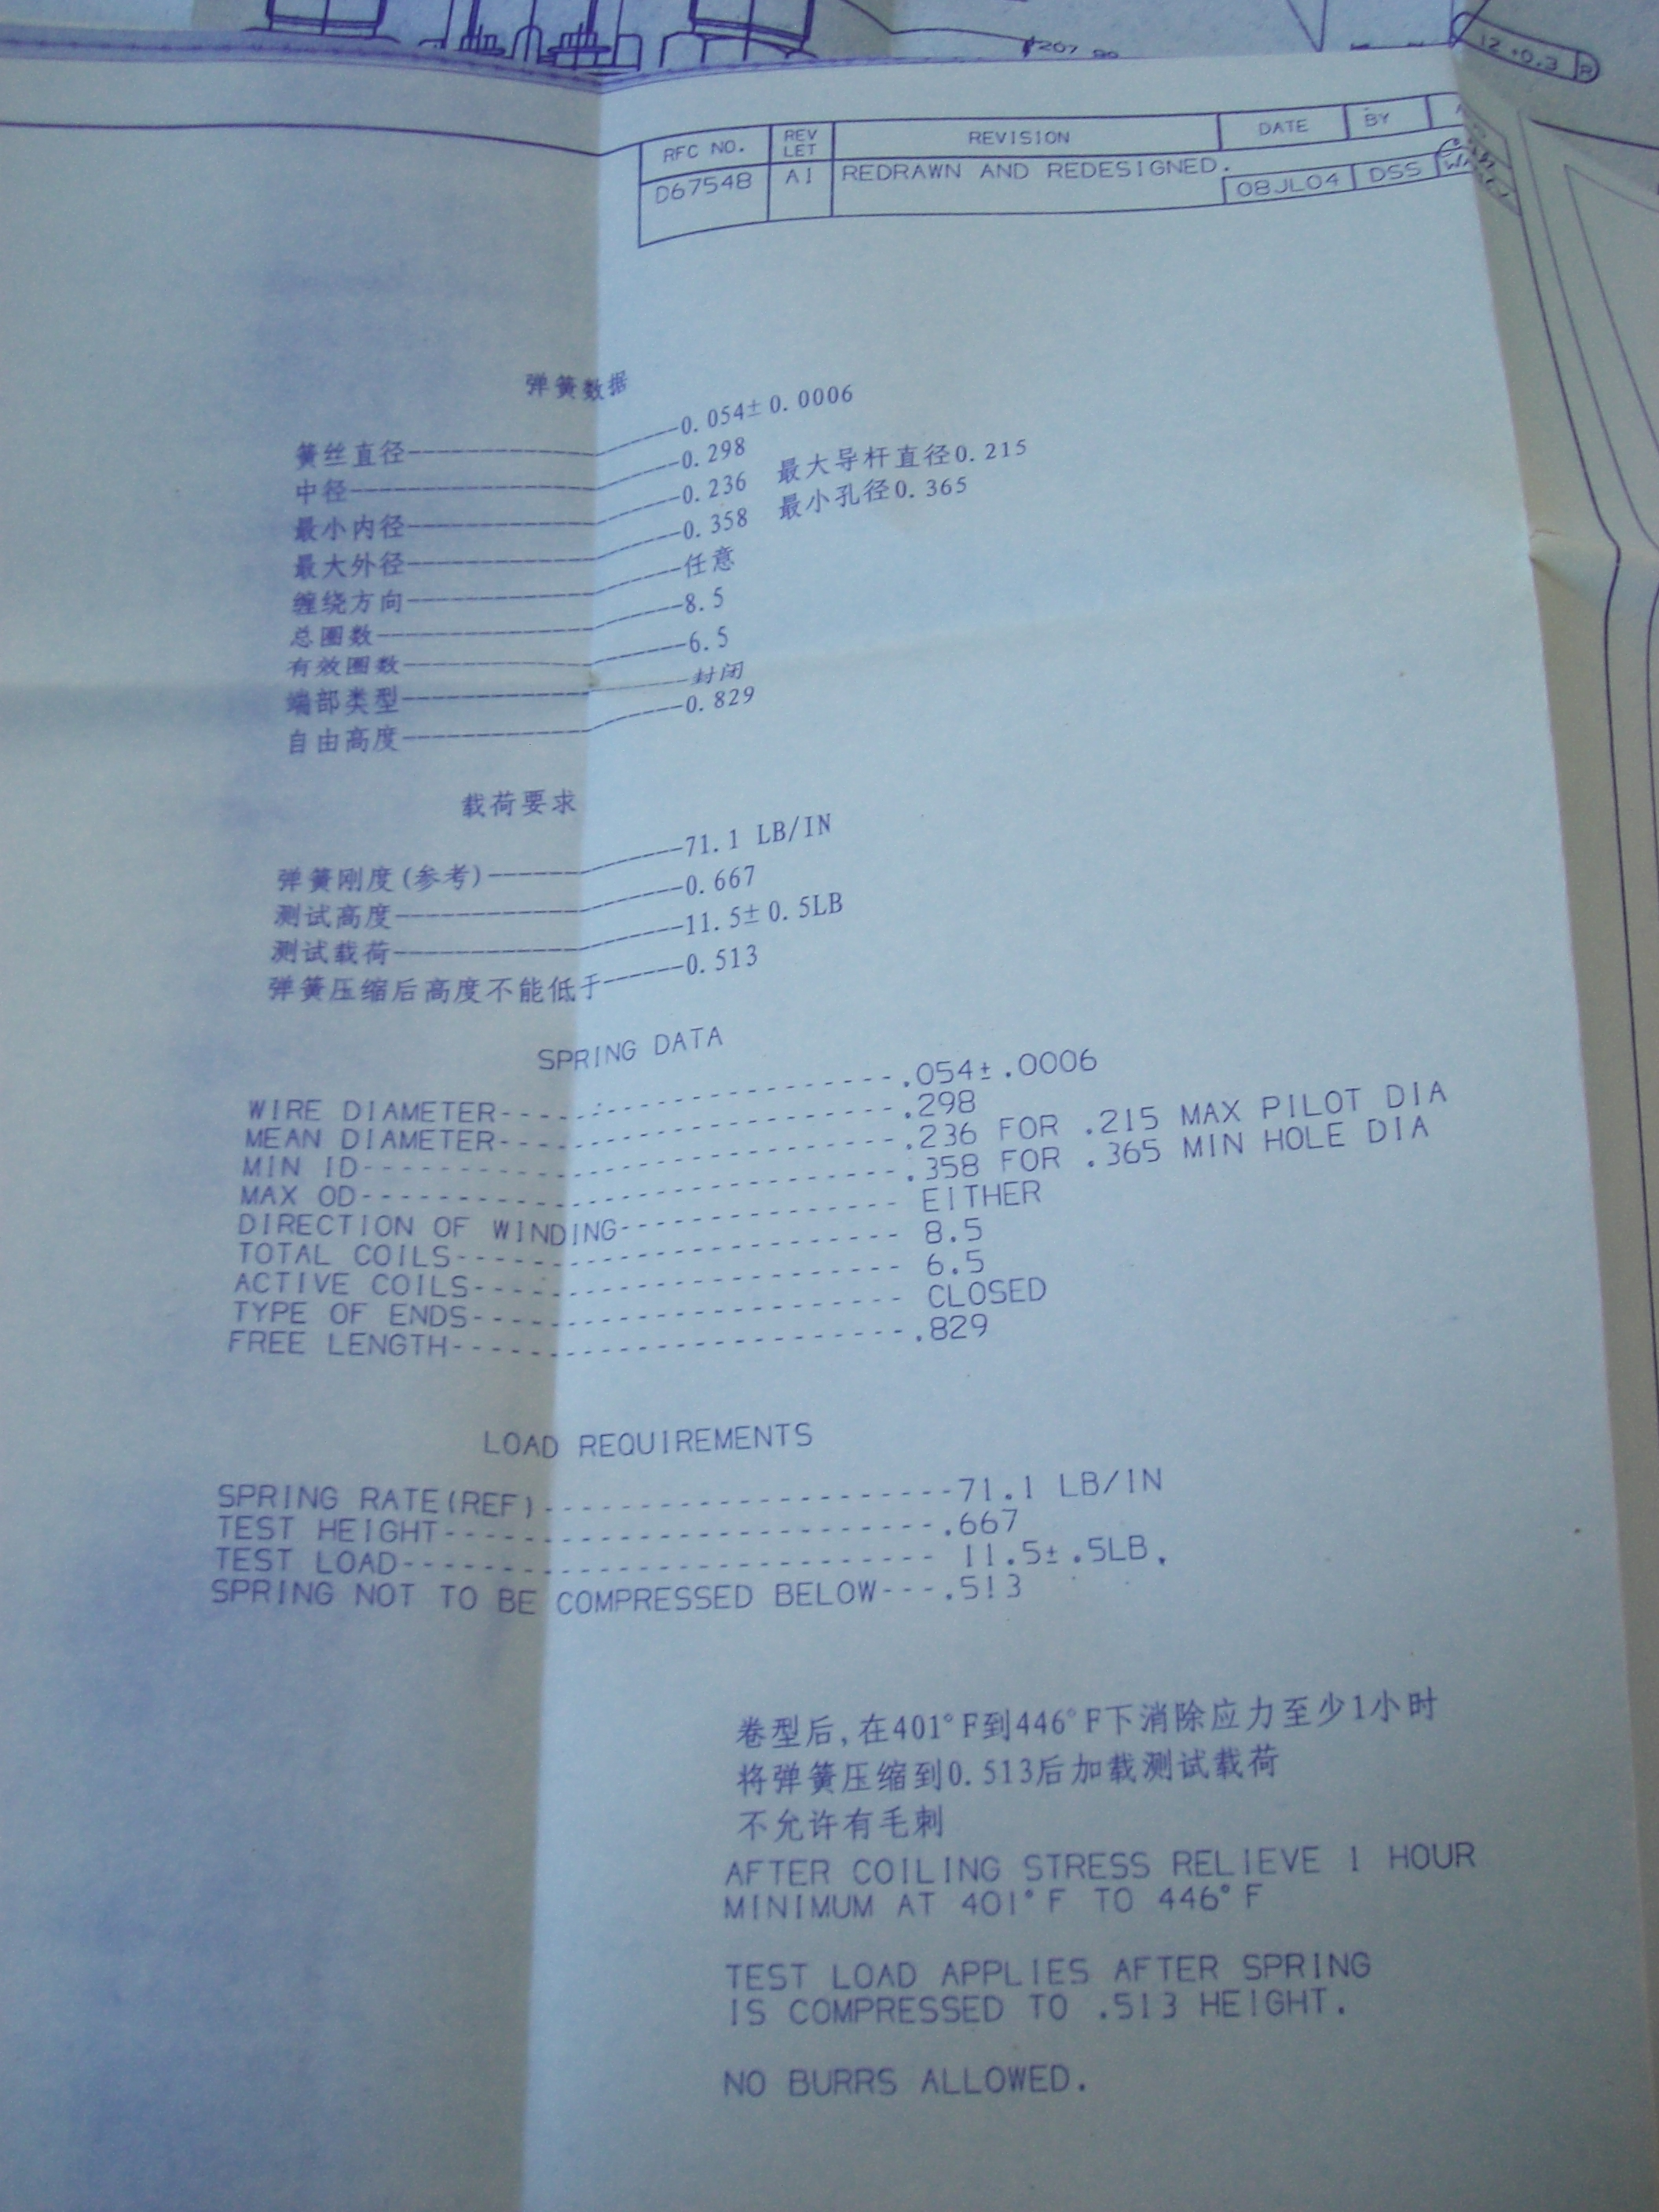 207
12 +0.3 R
RFC NO. REV LET REVISION DATE BY
D67548 A1 REDRAWN AND REDESIGNED. 08JL04 DSS
弹簧数据
簧丝直径----------0.054±0.0006
中径----------0.298
最小内径----------0.236 最大导杆直径0.215
最大外径----------0.358 最小孔径0.365
缠绕方向----------任意
总圈数----------8.5
有效圈数----------6.5
端部类型----------封闭
自由高度----------0.829
载荷要求
弹簧刚度(参考)----------71.1 LB/IN
测试高度----------0.667
测试载荷----------11.5±0.5LB
弹簧压缩后高度不能低于-----0.513
SPRING DATA
WIRE DIAMETER--------------------.054±.0006
MEAN DIAMETER--------------------.298
MIN ID--------------------.236 FOR .215 MAX PILOT DIA
MAX OD--------------------.358 FOR .365 MIN HOLE DIA
DIRECTION OF WINDING-------------- EITHER
TOTAL COILS-------------------- 8.5
ACTIVE COILS-------------------- 6.5
TYPE OF ENDS-------------------- CLOSED
FREE LENGTH--------------------.829
LOAD REQUIREMENTS
SPRING RATE(REF)--------------------71.1 LB/IN
TEST HEIGHT--------------------.667
TEST LOAD-------------------- 11.5±.5LB.
SPRING NOT TO BE COMPRESSED BELOW---.513
卷型后,在401°F到446°F下消除应力至少1小时
将弹簧压缩到0.513后加载测试载荷
不允许有毛刺
AFTER COILING STRESS RELIEVE 1 HOUR
MINIMUM AT 401°F TO 446°F
TEST LOAD APPLIES AFTER SPRING
IS COMPRESSED TO .513 HEIGHT.
NO BURRS ALLOWED.